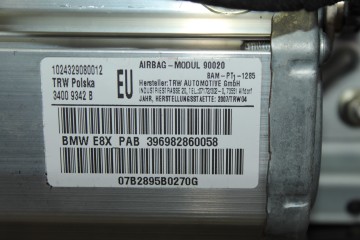 1024329080012
TRW Polska
3400 9342 B
EU
AIRBAG-MODUL 90020
BAM-PT1-1285
Hersteller:TRW AUTOMOTIVE GmbH
JAHR, HERSTELLUNGSSTAETTE: 2007/TRW04
BMW E8X PAB 396982860058
07B2895B0270G